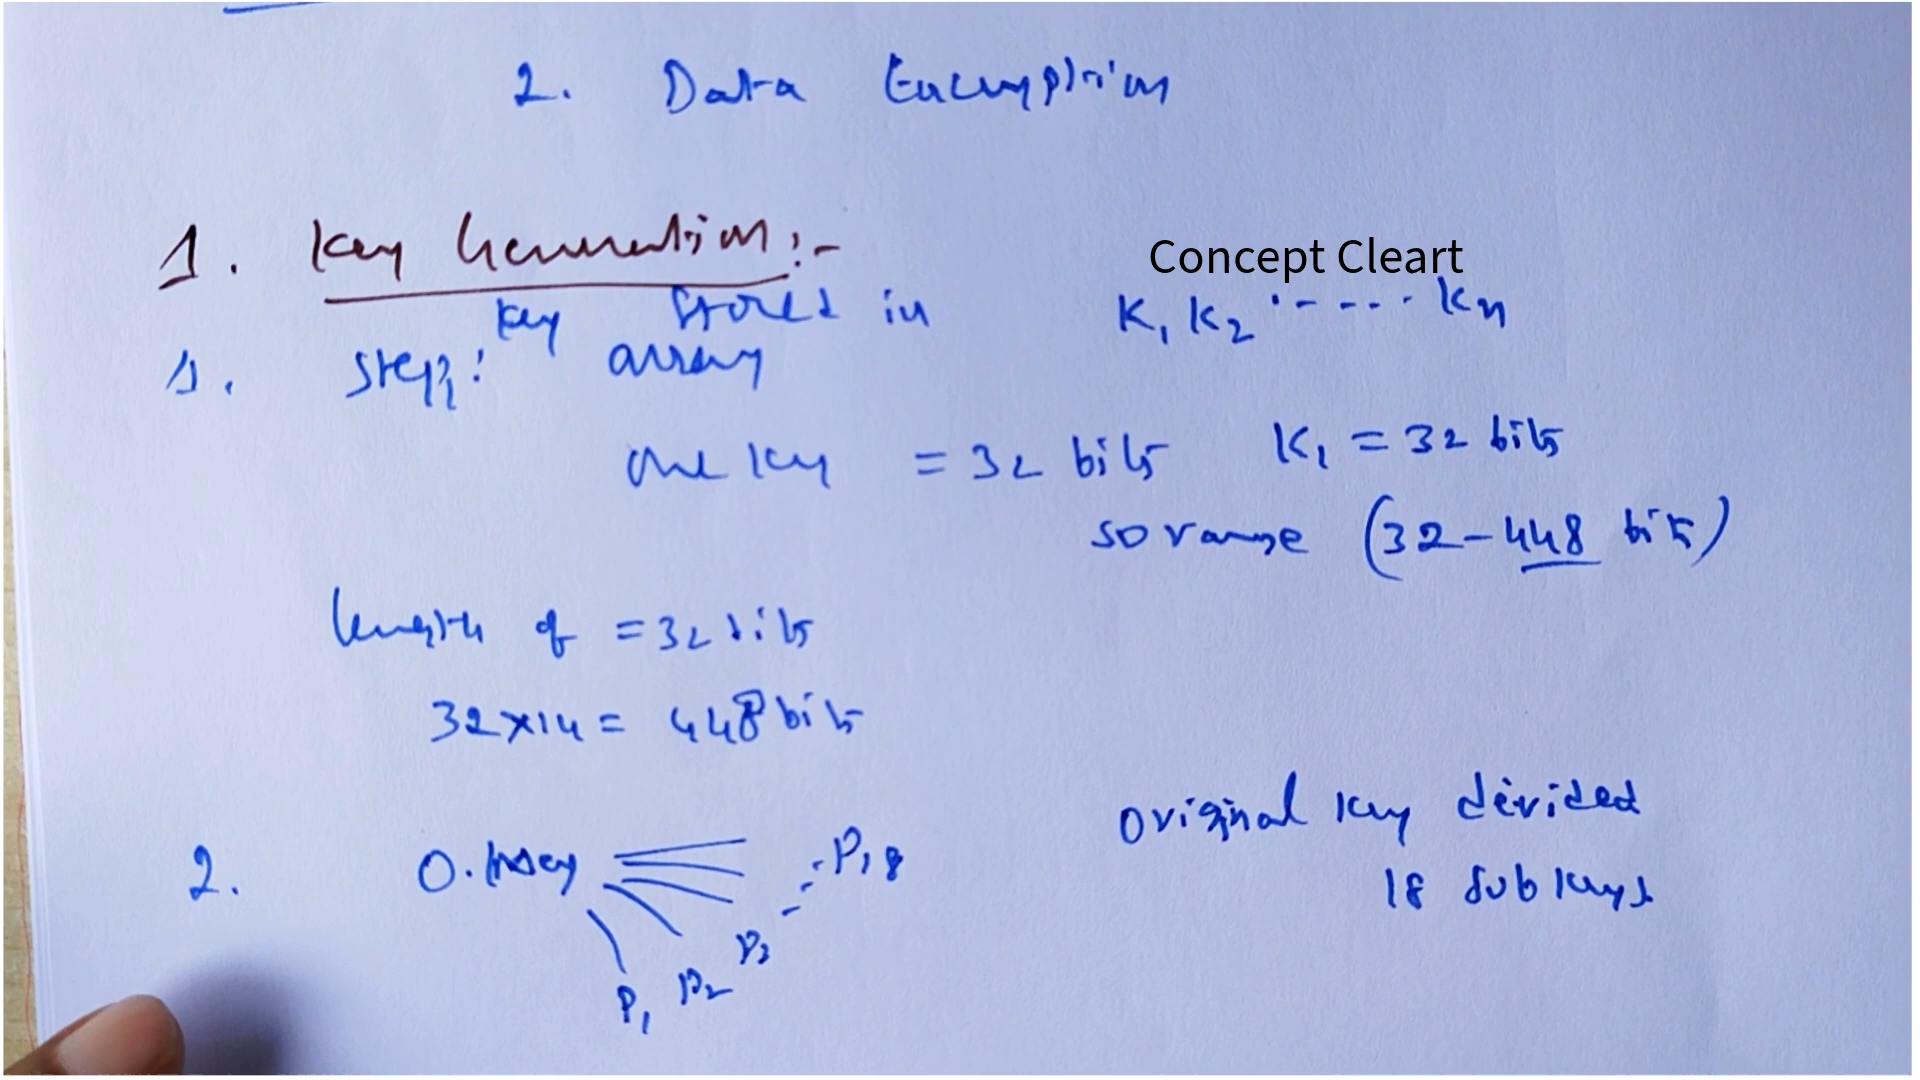 2. Data Encryption
1. Key Generation:-
Concept Cleart
key stored in
K1 K2 ..---- Kn
1. step1: array
one key = 32 bits K1 = 32 bits
so range (32-448 bits)
length of = 32 bits
32x14 = 448 bits
original key devided
2. O. key P18
18 subkeys
P3
P2
P1